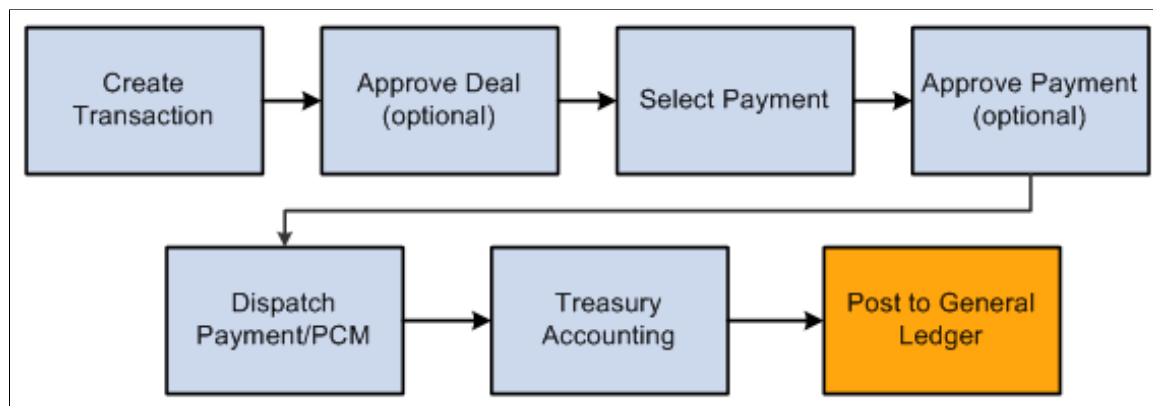 Create
Transaction
Approve Deal
(optional)
Select Payment
Approve Payment
(optional)
Dispatch
Payment/PCM
Treasury
Accounting
Post to General
Ledger